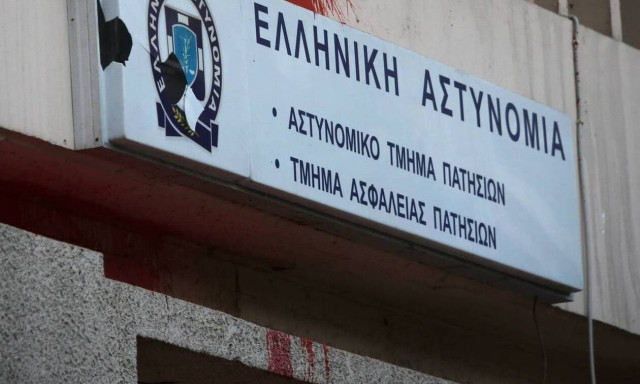 ΕΛΛΗΝΙΚΗ ΑΣΤΥΝΟΜΙΑ
• ΑΣΤΥΝΟΜΙΚΟ ΤΜΗΜΑ ΠΑΤΗΣΙΩΝ
• ΤΜΗΜΑ ΑΣΦΑΛΕΙΑΣ ΠΑΤΗΣΙΩΝ